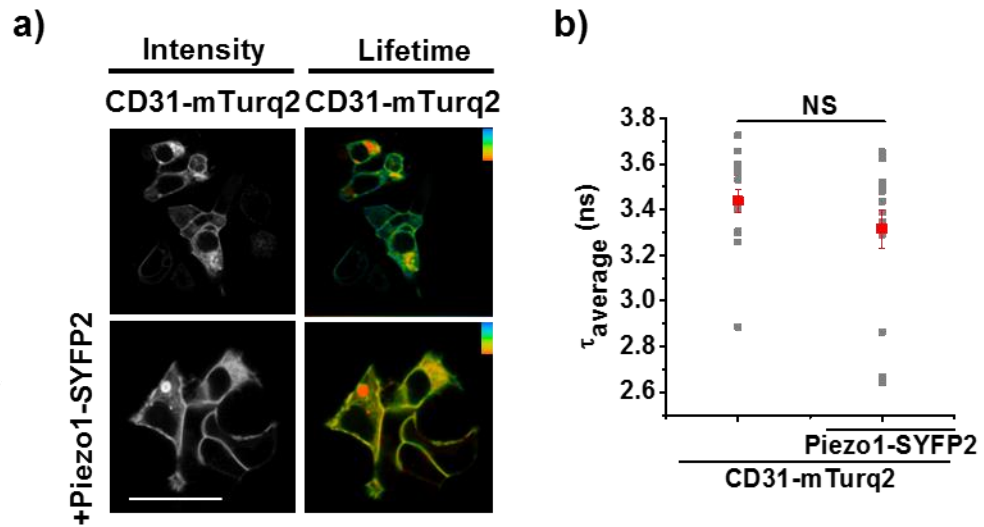 a)
Intensity
Lifetime
CD31-mTurq2
CD31-mTurq2
+Piezo1-SYFP2
b)
NS
τaverage (ns)
3.8
3.6
3.4
3.2
3.0
2.8
2.6
Piezo1-SYFP2
CD31-mTurq2